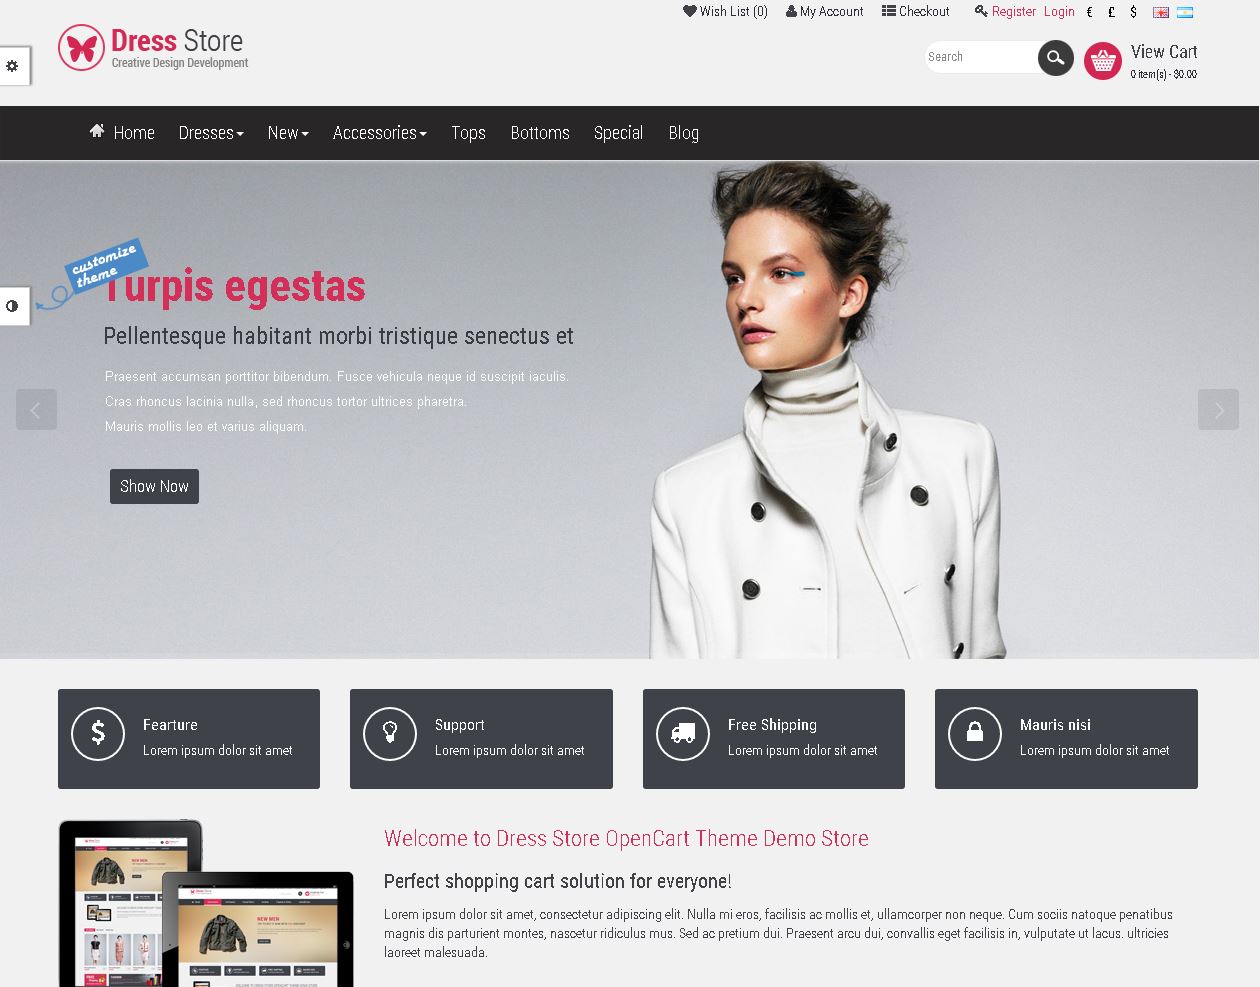 Wish List (0) My Account Checkout Register Login € £ $
Dress Store
Creative Design Development
Search
View Cart
0 item(s) - $0.00
Home Dresses New Accessories Tops Bottoms Special Blog
customize
theme
Turpis egestas
Pellentesque habitant morbi tristique senectus et
Praesent accumsan porttitor bibendum. Fusce vehicula neque id suscipit iaculis.
Cras rhoncus lacinia nulla, sed rhoncus tortor ultrices pharetra.
Mauris mollis leo et varius aliquam.
Show Now
Fearture
Lorem ipsum dolor sit amet
Support
Lorem ipsum dolor sit amet
Free Shipping
Lorem ipsum dolor sit amet
Mauris nisi
Lorem ipsum dolor sit amet
Welcome to Dress Store OpenCart Theme Demo Store
Perfect shopping cart solution for everyone!
Lorem ipsum dolor sit amet, consectetur adipiscing elit. Nulla mi eros, facilisis ac mollis et, ullamcorper non neque. Cum sociis natoque penatibus
magnis dis parturient montes, nascetur ridiculus mus. Sed ac pretium dui. Praesent arcu dui, convallis eget facilisis in, vulputate ut lacus. ultricies
laoreet malesuada.
NEW MEN
NEW MEN